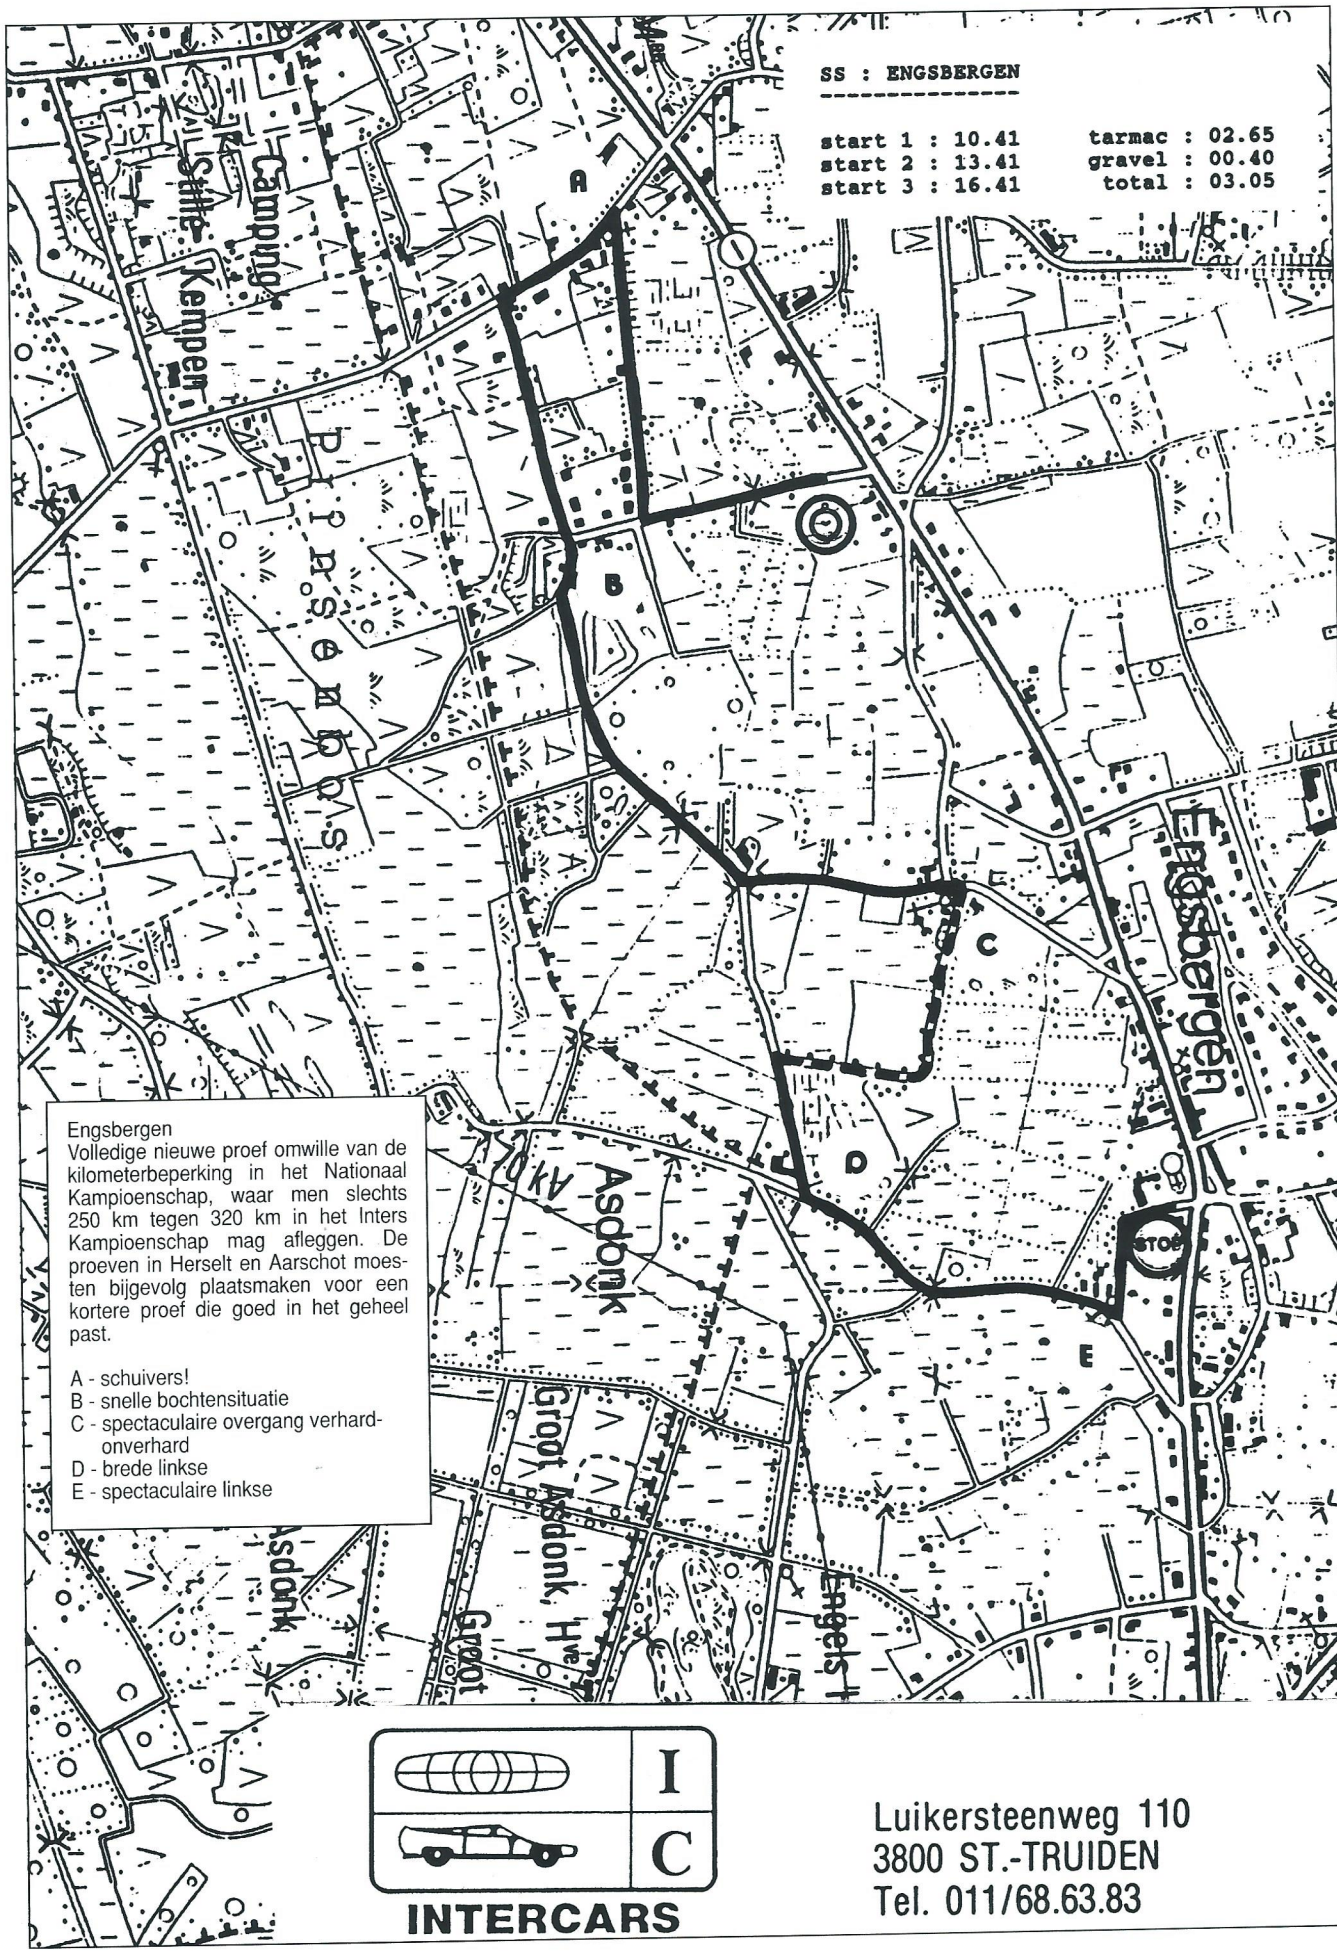 SS : ENGSBERGEN
---------------
start 1 : 10.41 tarmac : 02.65
start 2 : 13.41 gravel : 00.40
start 3 : 16.41 total : 03.05
A
Camping
Stille Kempen
Prinsenbos
B
Engsbergen
C
D
STOP
E
Asdonk
Groot Asdonk, Hve
Asdonk
Groot
Engels
Engsbergen
Volledige nieuwe proef omwille van de
kilometerbeperking in het Nationaal
Kampioenschap, waar men slechts
250 km tegen 320 km in het Inters
Kampioenschap mag afleggen. De
proeven in Herselt en Aarschot moes-
ten bijgevolg plaatsmaken voor een
kortere proef die goed in het geheel
past.
A - schuivers!
B - snelle bochtensituatie
C - spectaculaire overgang verhard-
onverhard
D - brede linkse
E - spectaculaire linkse
I
C
INTERCARS
Luikersteenweg 110
3800 ST.-TRUIDEN
Tel. 011/68.63.83